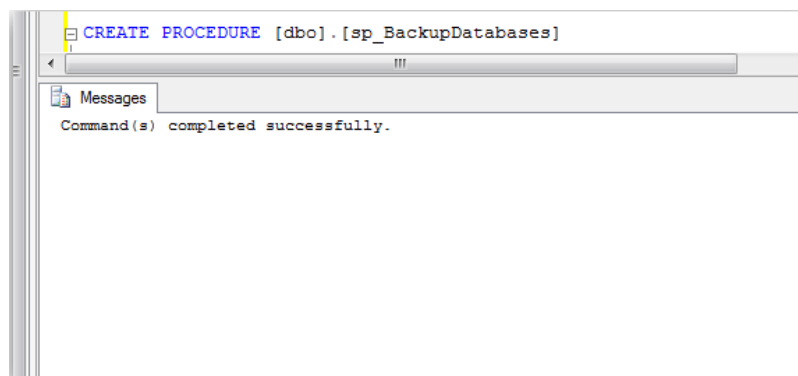 CREATE PROCEDURE [dbo].[sp_BackupDatabases]
Messages
Command(s) completed successfully.